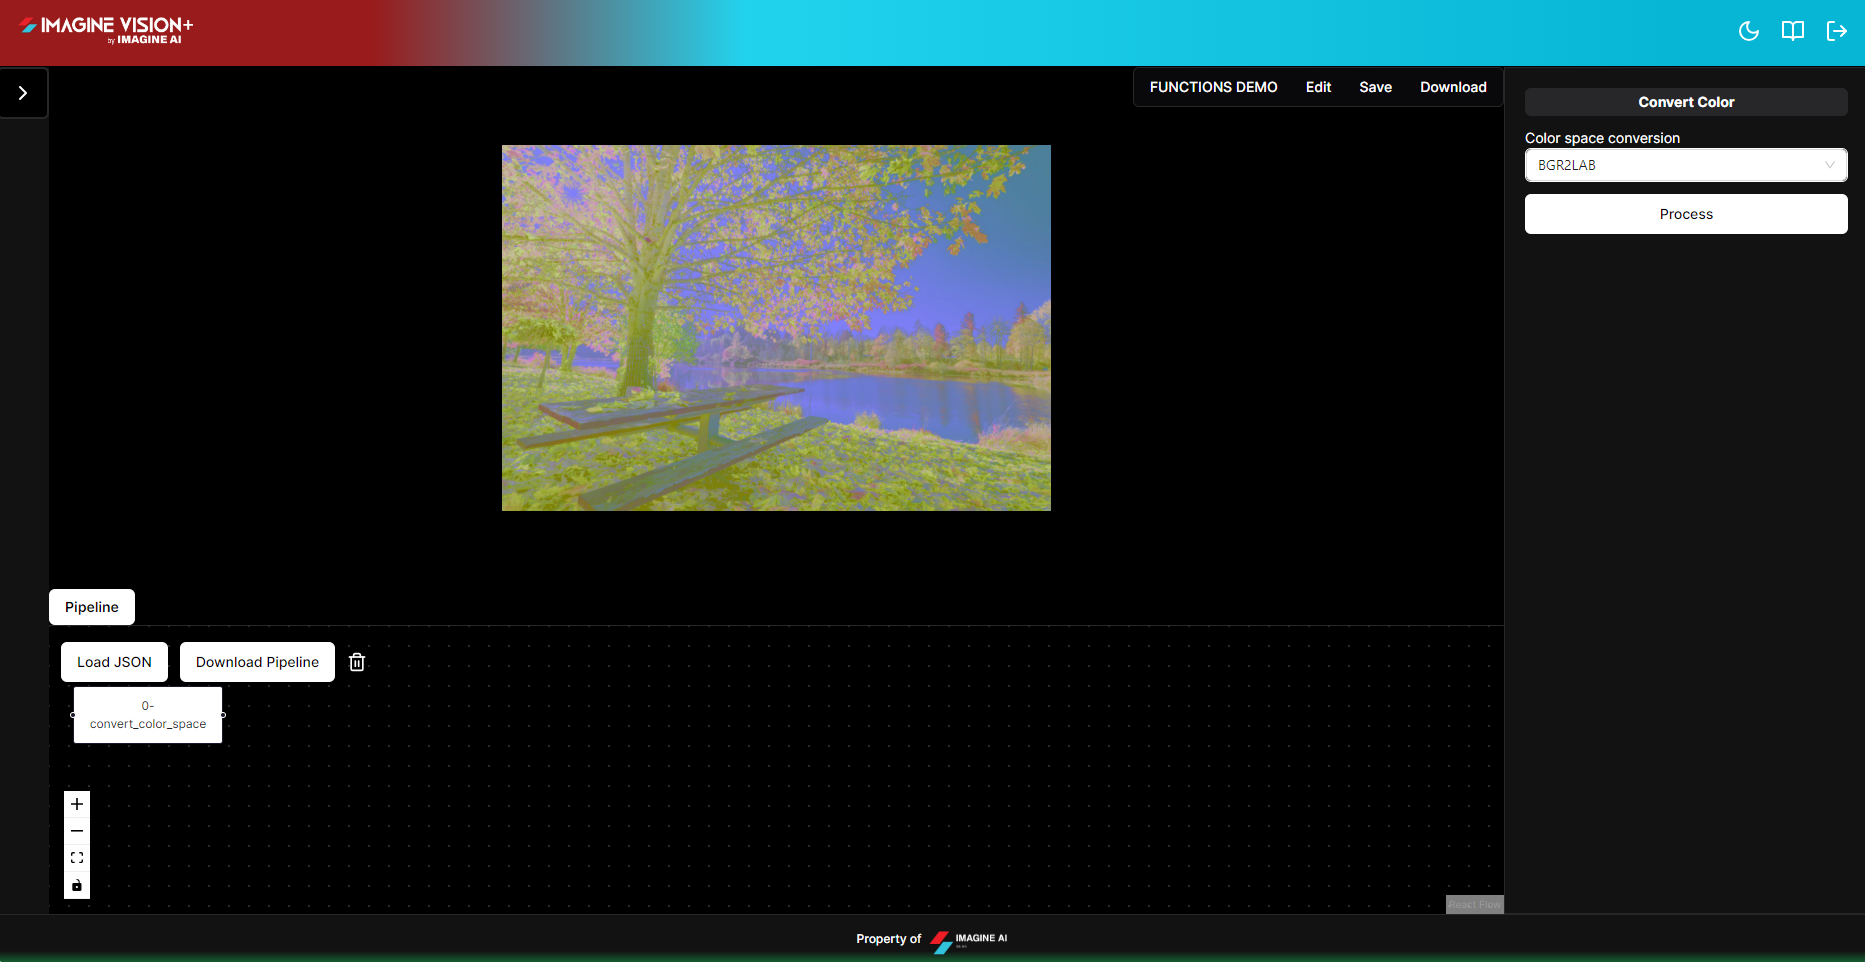 IMAGINE VISION+
by IMAGINE AI
FUNCTIONS DEMO Edit Save Download
Convert Color
Color space conversion
BGR2LAB
Process
Pipeline
Load JSON Download Pipeline
0-
convert_color_space
React Flow
Property of IMAGINE AI